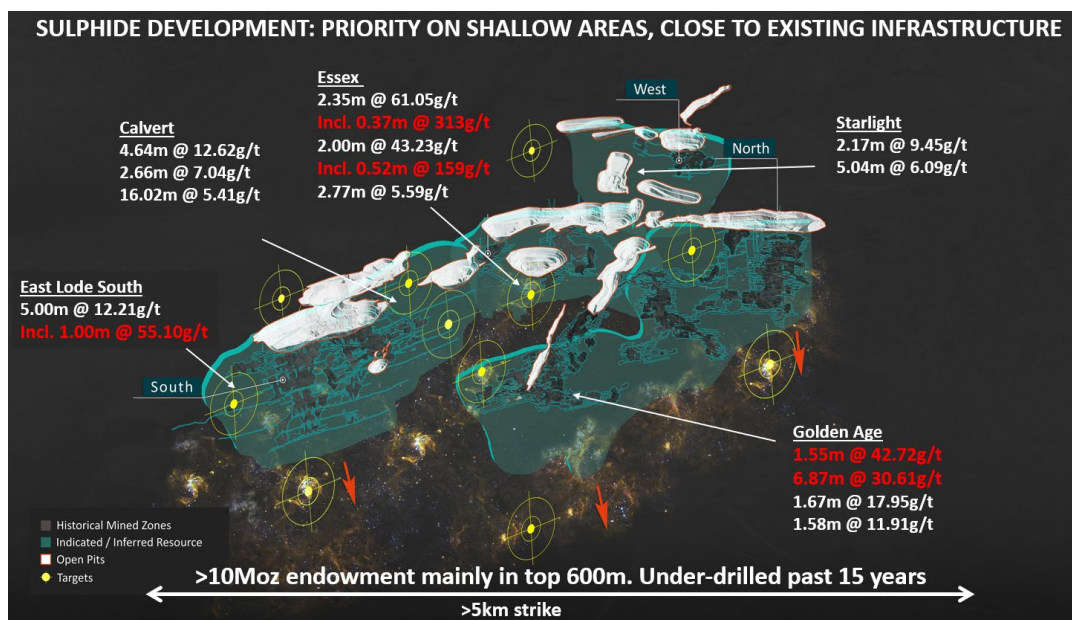 SULPHIDE DEVELOPMENT: PRIORITY ON SHALLOW AREAS, CLOSE TO EXISTING INFRASTRUCTURE
Essex
2.35m @ 61.05g/t
Incl. 0.37m @ 313g/t
2.00m @ 43.23g/t
Incl. 0.52m @ 159g/t
2.77m @ 5.59g/t
West
North
Calvert
4.64m @ 12.62g/t
2.66m @ 7.04g/t
16.02m @ 5.41g/t
Starlight
2.17m @ 9.45g/t
5.04m @ 6.09g/t
East Lode South
5.00m @ 12.21g/t
Incl. 1.00m @ 55.10g/t
South
Golden Age
1.55m @ 42.72g/t
6.87m @ 30.61g/t
1.67m @ 17.95g/t
1.58m @ 11.91g/t
Historical Mined Zones
Indicated / Inferred Resource
Open Pits
Targets
>10Moz endowment mainly in top 600m. Under-drilled past 15 years
>5km strike